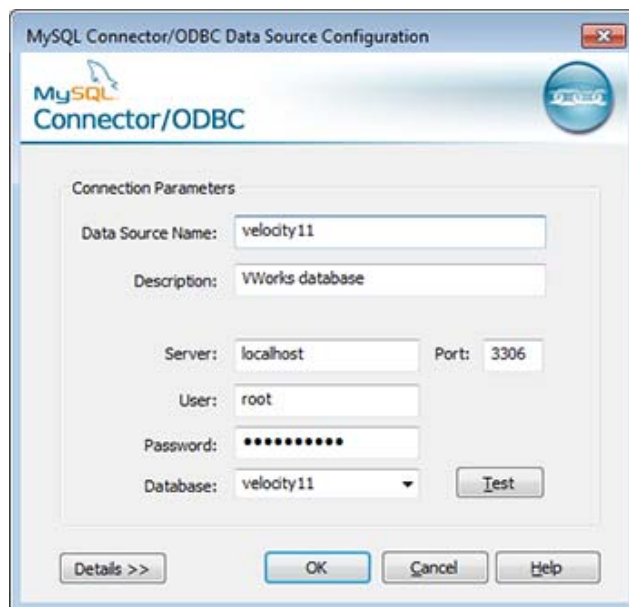 MySQL Connector/ODBC Data Source Configuration
MySQL
Connector/ODBC
Connection Parameters
Data Source Name: velocity11
Description: VWorks database
Server: localhost Port: 3306
User: root
Password: ••••••••••
Database: velocity11 Test
Details >> OK Cancel Help